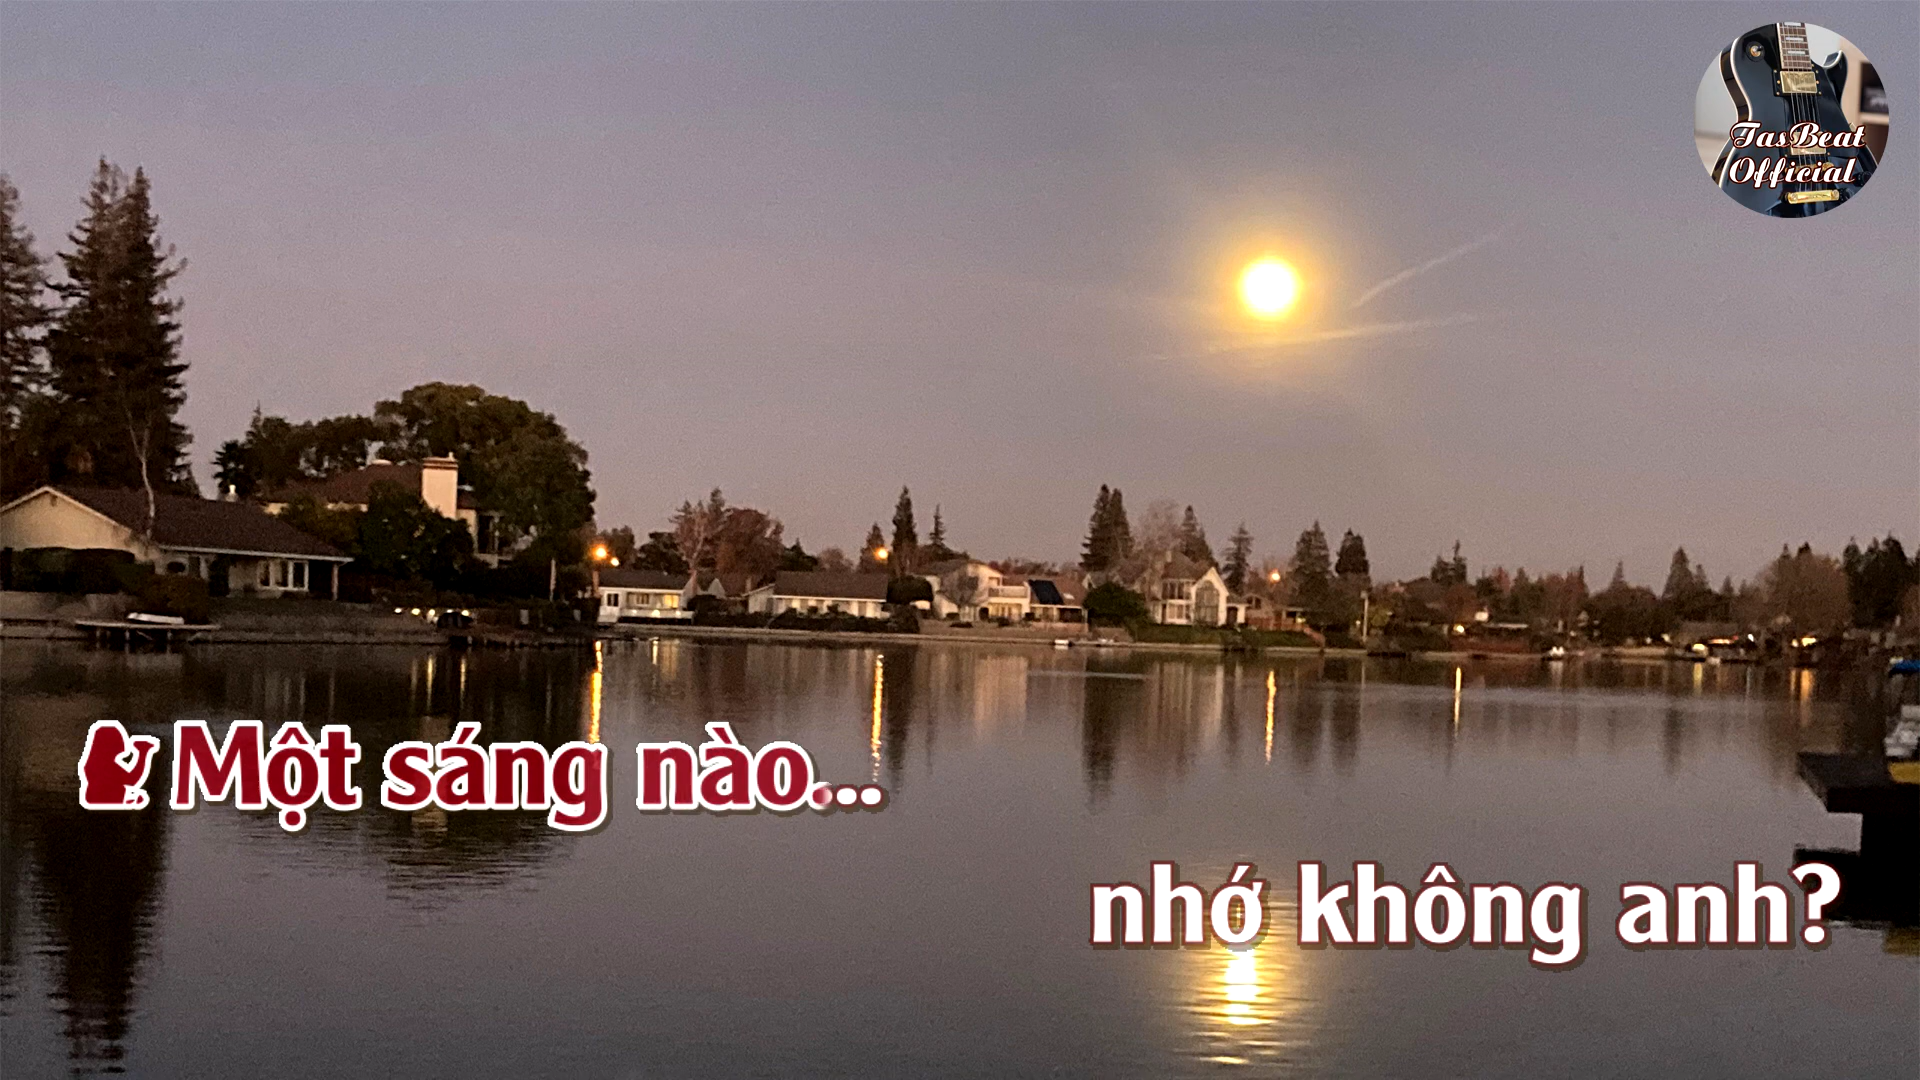 TasBeat
Official
Một sáng nào...
nhớ không anh?